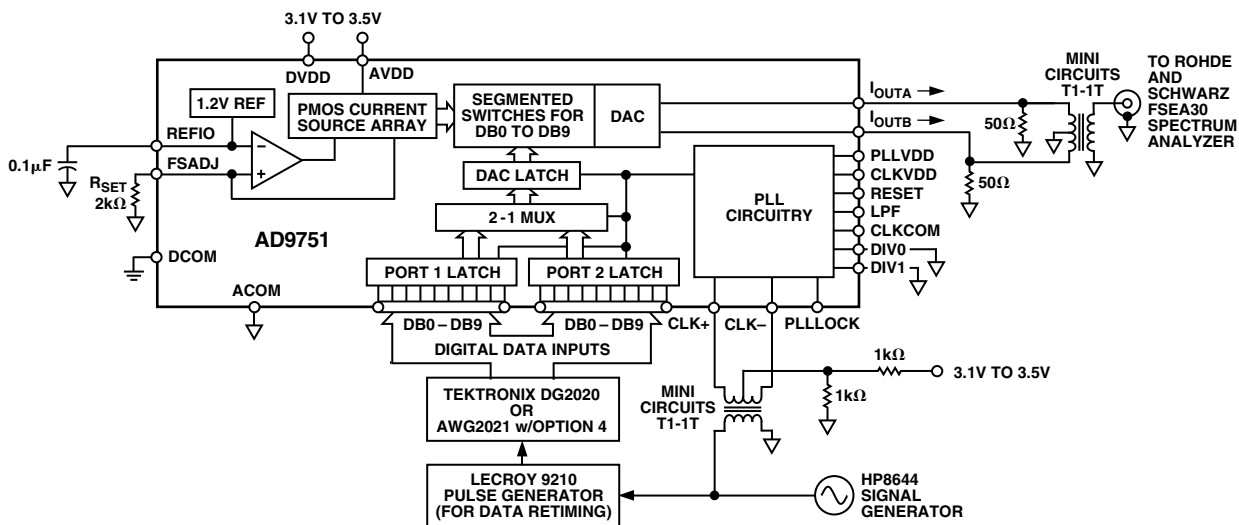 3.1V TO 3.5V
DVDD
AVDD
1.2V REF
PMOS CURRENT
SOURCE ARRAY
SEGMENTED
SWITCHES FOR
DB0 TO DB9
DAC
IOUTA
IOUTB
MINI
CIRCUITS
T1-1T
TO ROHDE
AND
SCHWARZ
FSEA30
SPECTRUM
ANALYZER
50Ω
50Ω
REFIO
0.1μF
FSADJ
RSET
2kΩ
–
+
DAC LATCH
2-1 MUX
PLL
CIRCUITRY
PLLVDD
CLKVDD
RESET
LPF
CLKCOM
DIV0
DIV1
AD9751
DCOM
ACOM
PORT 1 LATCH
PORT 2 LATCH
DB0–DB9
DB0–DB9
CLK+
CLK–
PLLLOCK
DIGITAL DATA INPUTS
1kΩ
3.1V TO 3.5V
1kΩ
MINI
CIRCUITS
T1-1T
TEKTRONIX DG2020
OR
AWG2021 w/OPTION 4
LECROY 9210
PULSE GENERATOR
(FOR DATA RETIMING)
HP8644
SIGNAL
GENERATOR